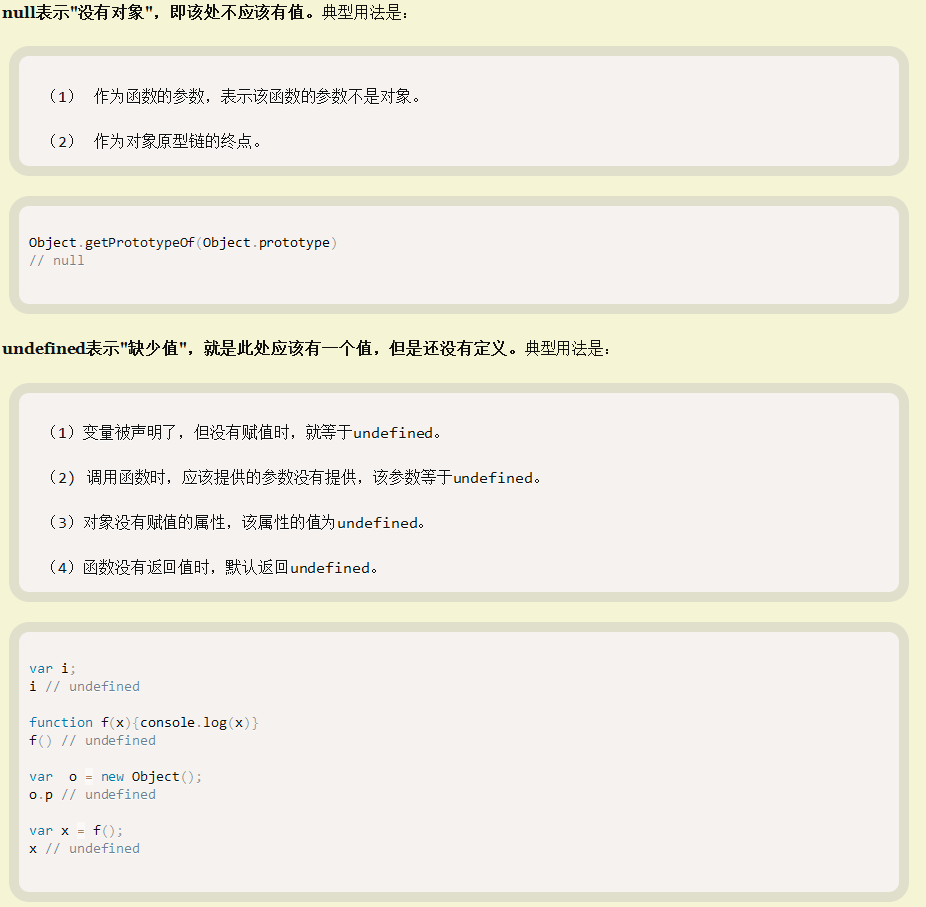 null表示"没有对象"，即该处不应该有值。典型用法是：
（1） 作为函数的参数，表示该函数的参数不是对象。
（2） 作为对象原型链的终点。
Object.getPrototypeOf(Object.prototype)
// null
undefined表示"缺少值"，就是此处应该有一个值，但是还没有定义。典型用法是：
（1）变量被声明了，但没有赋值时，就等于undefined。
（2) 调用函数时，应该提供的参数没有提供，该参数等于undefined。
（3）对象没有赋值的属性，该属性的值为undefined。
（4）函数没有返回值时，默认返回undefined。
var i;
i // undefined
function f(x){console.log(x)}
f() // undefined
var  o = new Object();
o.p // undefined
var x = f();
x // undefined